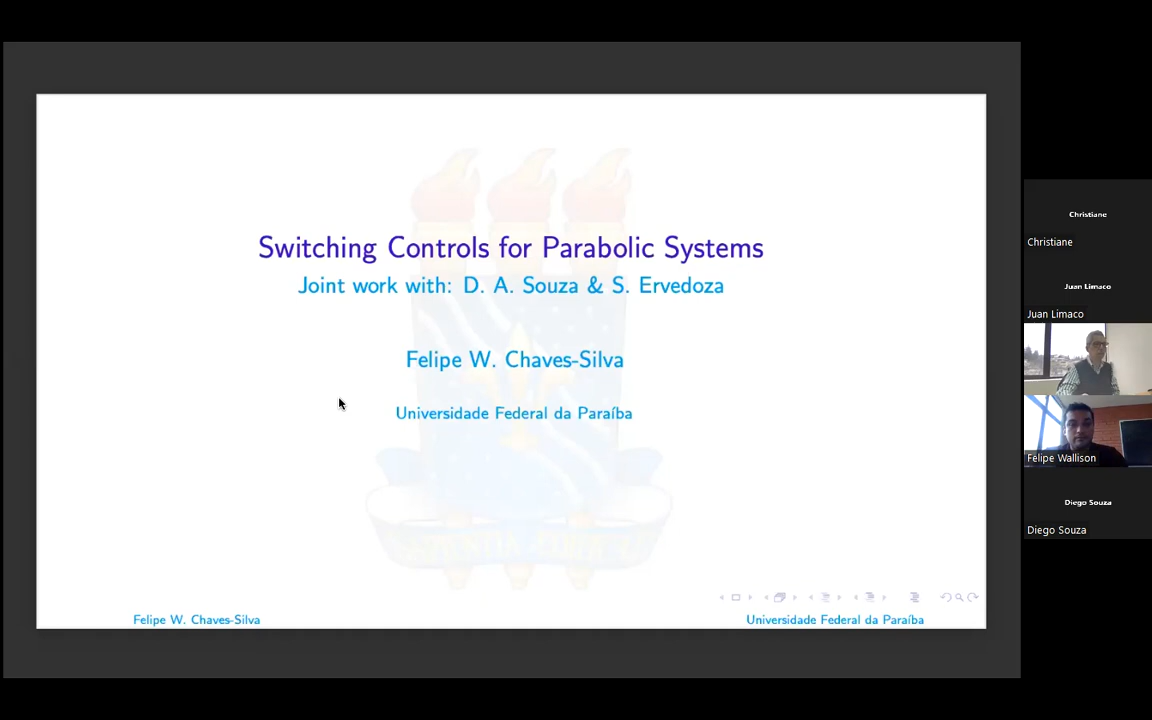 Switching Controls for Parabolic Systems
Joint work with: D. A. Souza & S. Ervedoza
Felipe W. Chaves-Silva
Universidade Federal da Paraíba
Felipe W. Chaves-Silva
Universidade Federal da Paraíba
Christiane
Christiane
Juan Limaco
Juan Limaco
Felipe Wallison
Diego Souza
Diego Souza